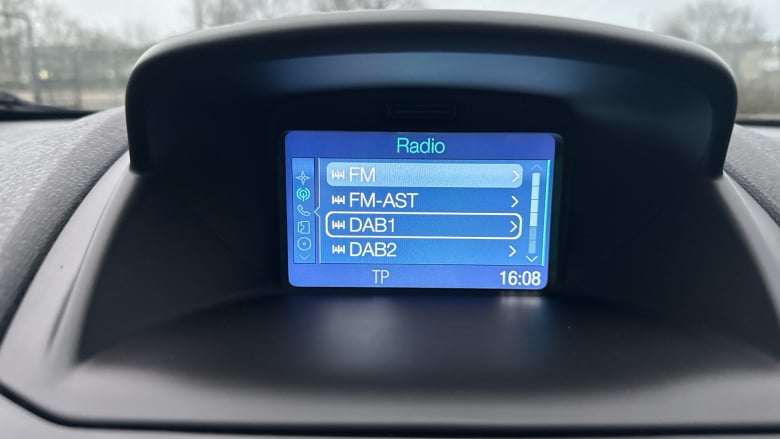 Radio
FM
FM-AST
DAB1
DAB2
TP 16:08